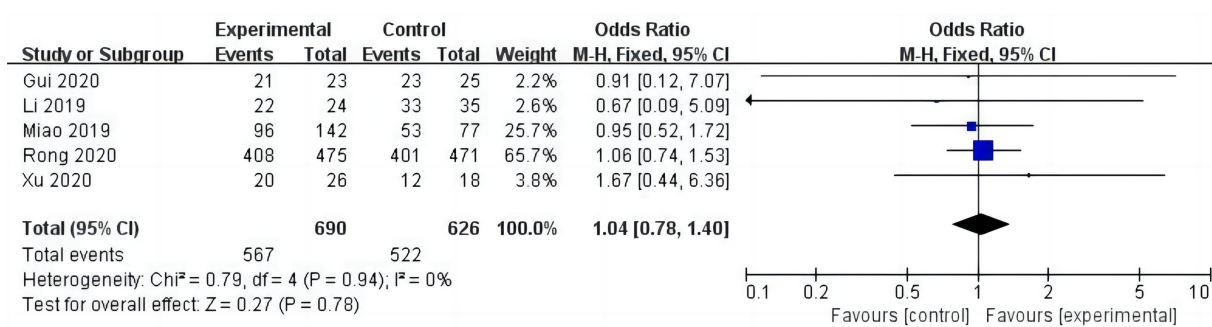 Experimental Control Odds Ratio Odds Ratio
Study or Subgroup Events Total Events Total Weight M-H, Fixed, 95% CI M-H, Fixed, 95% CI
Gui 2020 21 23 23 25 2.2% 0.91 [0.12, 7.07]
Li 2019 22 24 33 35 2.6% 0.67 [0.09, 5.09]
Miao 2019 96 142 53 77 25.7% 0.95 [0.52, 1.72]
Rong 2020 408 475 401 471 65.7% 1.06 [0.74, 1.53]
Xu 2020 20 26 12 18 3.8% 1.67 [0.44, 6.36]
Total (95% CI) 690 626 100.0% 1.04 [0.78, 1.40]
Total events 567 522
Heterogeneity: Chi² = 0.79, df = 4 (P = 0.94); I² = 0%
Test for overall effect: Z = 0.27 (P = 0.78)
0.1 0.2 0.5 1 2 5 10
Favours [control] Favours [experimental]